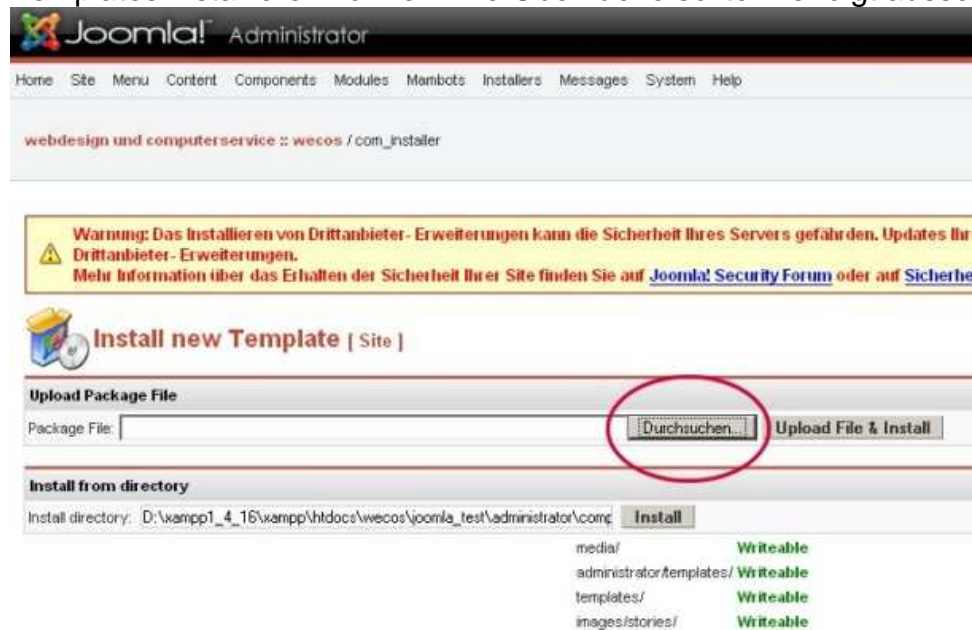 Joomla! Administrator
Home Site Menu Content Components Modules Mambots Installers Messages System Help
webdesign und computerservice :: wecos / com_installer
Warnung: Das Installieren von Drittanbieter- Erweiterungen kann die Sicherheit Ihres Servers gefährden. Updates Ihr
Drittanbieter- Erweiterungen.
Mehr Information über das Erhalten der Sicherheit Ihrer Site finden Sie auf Joomla! Security Forum oder auf Sicherhe
Install new Template [ Site ]
Upload Package File
Package File: Durchsuchen... Upload File & Install
Install from directory
Install directory: D:\xampp1_4_16\xampp\htdocs\wecos\joomla_test\administrator\comp Install
media/ Writeable
administrator/templates/ Writeable
templates/ Writeable
images/stories/ Writeable